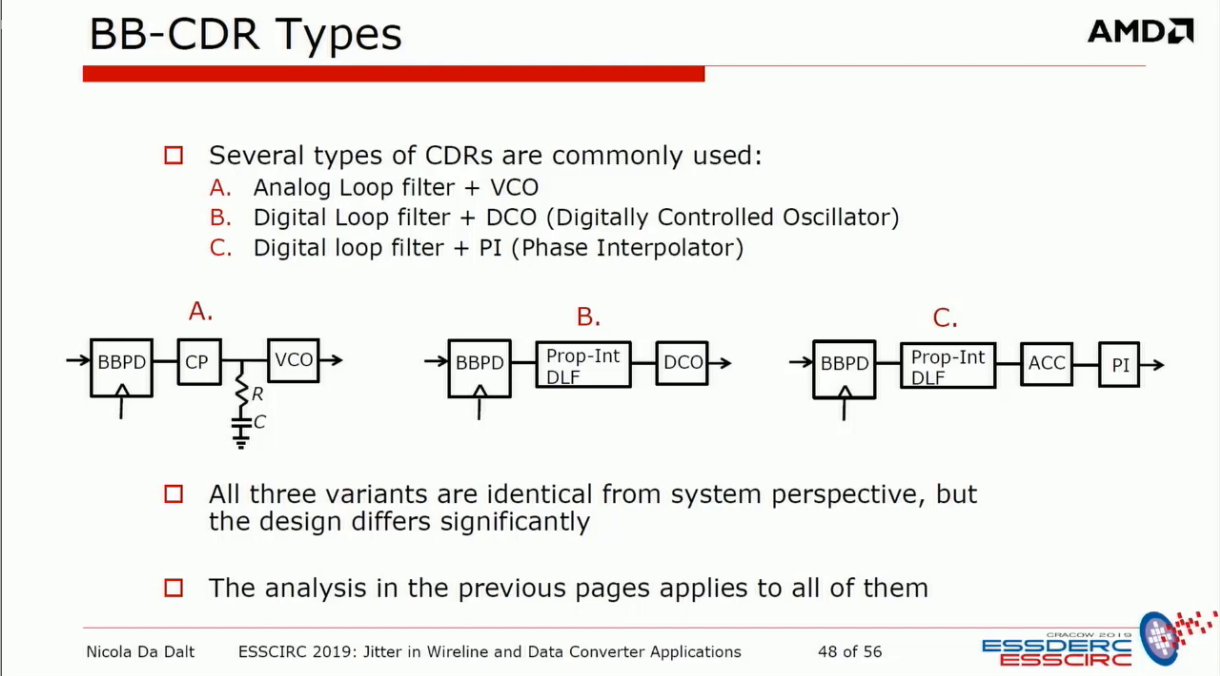 BB-CDR Types
AMD
Several types of CDRs are commonly used:
A. Analog Loop filter + VCO
B. Digital Loop filter + DCO (Digitally Controlled Oscillator)
C. Digital loop filter + PI (Phase Interpolator)
A.
BBPD
CP
VCO
R
C
B.
BBPD
Prop-Int
DLF
DCO
C.
BBPD
Prop-Int
DLF
ACC
PI
All three variants are identical from system perspective, but
the design differs significantly
The analysis in the previous pages applies to all of them
Nicola Da Dalt
ESSCIRC 2019: Jitter in Wireline and Data Converter Applications
48 of 56
CRACOW 2019
ESSDERC
ESSCIRC